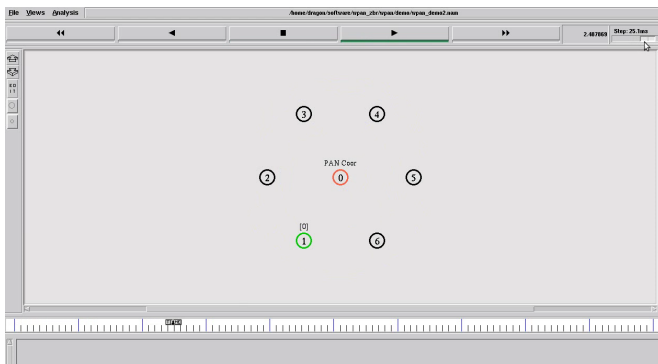 File Views Analysis /home/dragon/software/wpan_zbr/wpan/demo/wpan_demo2.nam
2.487069 Step: 25.1ms
3 4
PAN Coor
2 0 5
[0]
1 6